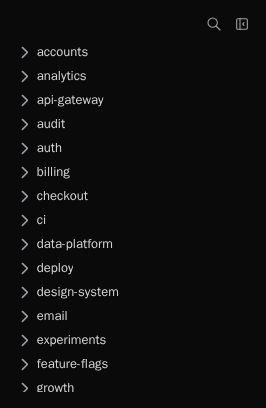 accounts
analytics
api-gateway
audit
auth
billing
checkout
ci
data-platform
deploy
design-system
email
experiments
feature-flags
growth